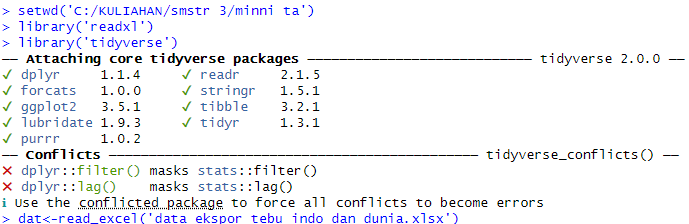 > setwd('C:/KULIAHAN/smstr 3/minni ta')
> library('readxl')
> library('tidyverse')
── Attaching core tidyverse packages ──────────────────────────── tidyverse 2.0.0 ──
✔ dplyr     1.1.4     ✔ readr     2.1.5
✔ forcats   1.0.0     ✔ stringr   1.5.1
✔ ggplot2   3.5.1     ✔ tibble    3.2.1
✔ lubridate 1.9.3     ✔ tidyr     1.3.1
✔ purrr     1.0.2
── Conflicts ────────────────────────────────────────── tidyverse_conflicts() ──
✖ dplyr::filter() masks stats::filter()
✖ dplyr::lag()    masks stats::lag()
ℹ Use the conflicted package to force all conflicts to become errors
> dat<-read_excel('data ekspor tebu indo dan dunia.xlsx')